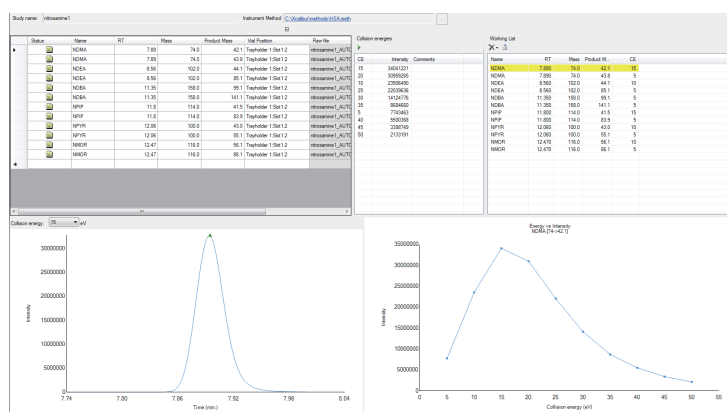 Study name: nitrosamine1 Instrument Method: C:\Xcalibur\methods\HSA.meth ...
Status Name RT Mass Product Mass Vial Position Raw file
NDMA 7.89 74.0 42.1 Trayholder 1:Slot1:2 nitrosamine1_AUTO
NDMA 7.89 74.0 43.8 Trayholder 1:Slot1:2 nitrosamine1_AUTO
NDEA 8.56 102.0 44.1 Trayholder 1:Slot1:2 nitrosamine1_AUTO
NDEA 8.56 102.0 85.1 Trayholder 1:Slot1:2 nitrosamine1_AUTO
NDBA 11.35 158.0 99.1 Trayholder 1:Slot1:2 nitrosamine1_AUTO
NDBA 11.35 158.0 141.1 Trayholder 1:Slot1:2 nitrosamine1_AUTO
NPIP 11.8 114.0 41.5 Trayholder 1:Slot1:2 nitrosamine1_AUTO
NPIP 11.8 114.0 83.9 Trayholder 1:Slot1:2 nitrosamine1_AUTO
NPYR 12.06 100.0 43.0 Trayholder 1:Slot1:2 nitrosamine1_AUTO
NPYR 12.06 100.0 55.1 Trayholder 1:Slot1:2 nitrosamine1_AUTO
NMOR 12.47 116.0 56.1 Trayholder 1:Slot1:2 nitrosamine1_AUTO
NMOR 12.47 116.0 86.1 Trayholder 1:Slot1:2 nitrosamine1_AUTO
Collision energies
CE Intensity Comments
15 34041221
20 30959265
10 23506490
25 22039636
30 14124776
35 8684660
5 7743463
40 5500368
45 3398749
50 2133191
Working List
Name RT Mass Product M... CE
NDMA 7.890 74.0 42.1 15
NDMA 7.890 74.0 43.8 5
NDEA 8.560 102.0 44.1 10
NDEA 8.560 102.0 85.1 5
NDBA 11.350 158.0 99.1 5
NDBA 11.350 158.0 141.1 5
NPIP 11.800 114.0 41.5 15
NPIP 11.800 114.0 83.9 5
NPYR 12.060 100.0 43.0 10
NPYR 12.060 100.0 55.1 5
NMOR 12.470 116.0 56.1 10
NMOR 12.470 116.0 86.1 5
Collision energy: 15 eV
Intensity
30000000
25000000
20000000
15000000
10000000
5000000
0
7.74 7.80 7.86 7.92 7.98 8.04
Time (min.)
Energy vs Intensity
NDMA [74->42.1]
Intensity
35000000
30000000
25000000
20000000
15000000
10000000
5000000
0
0 5 10 15 20 25 30 35 40 45 50 55
Collision energy (eV)